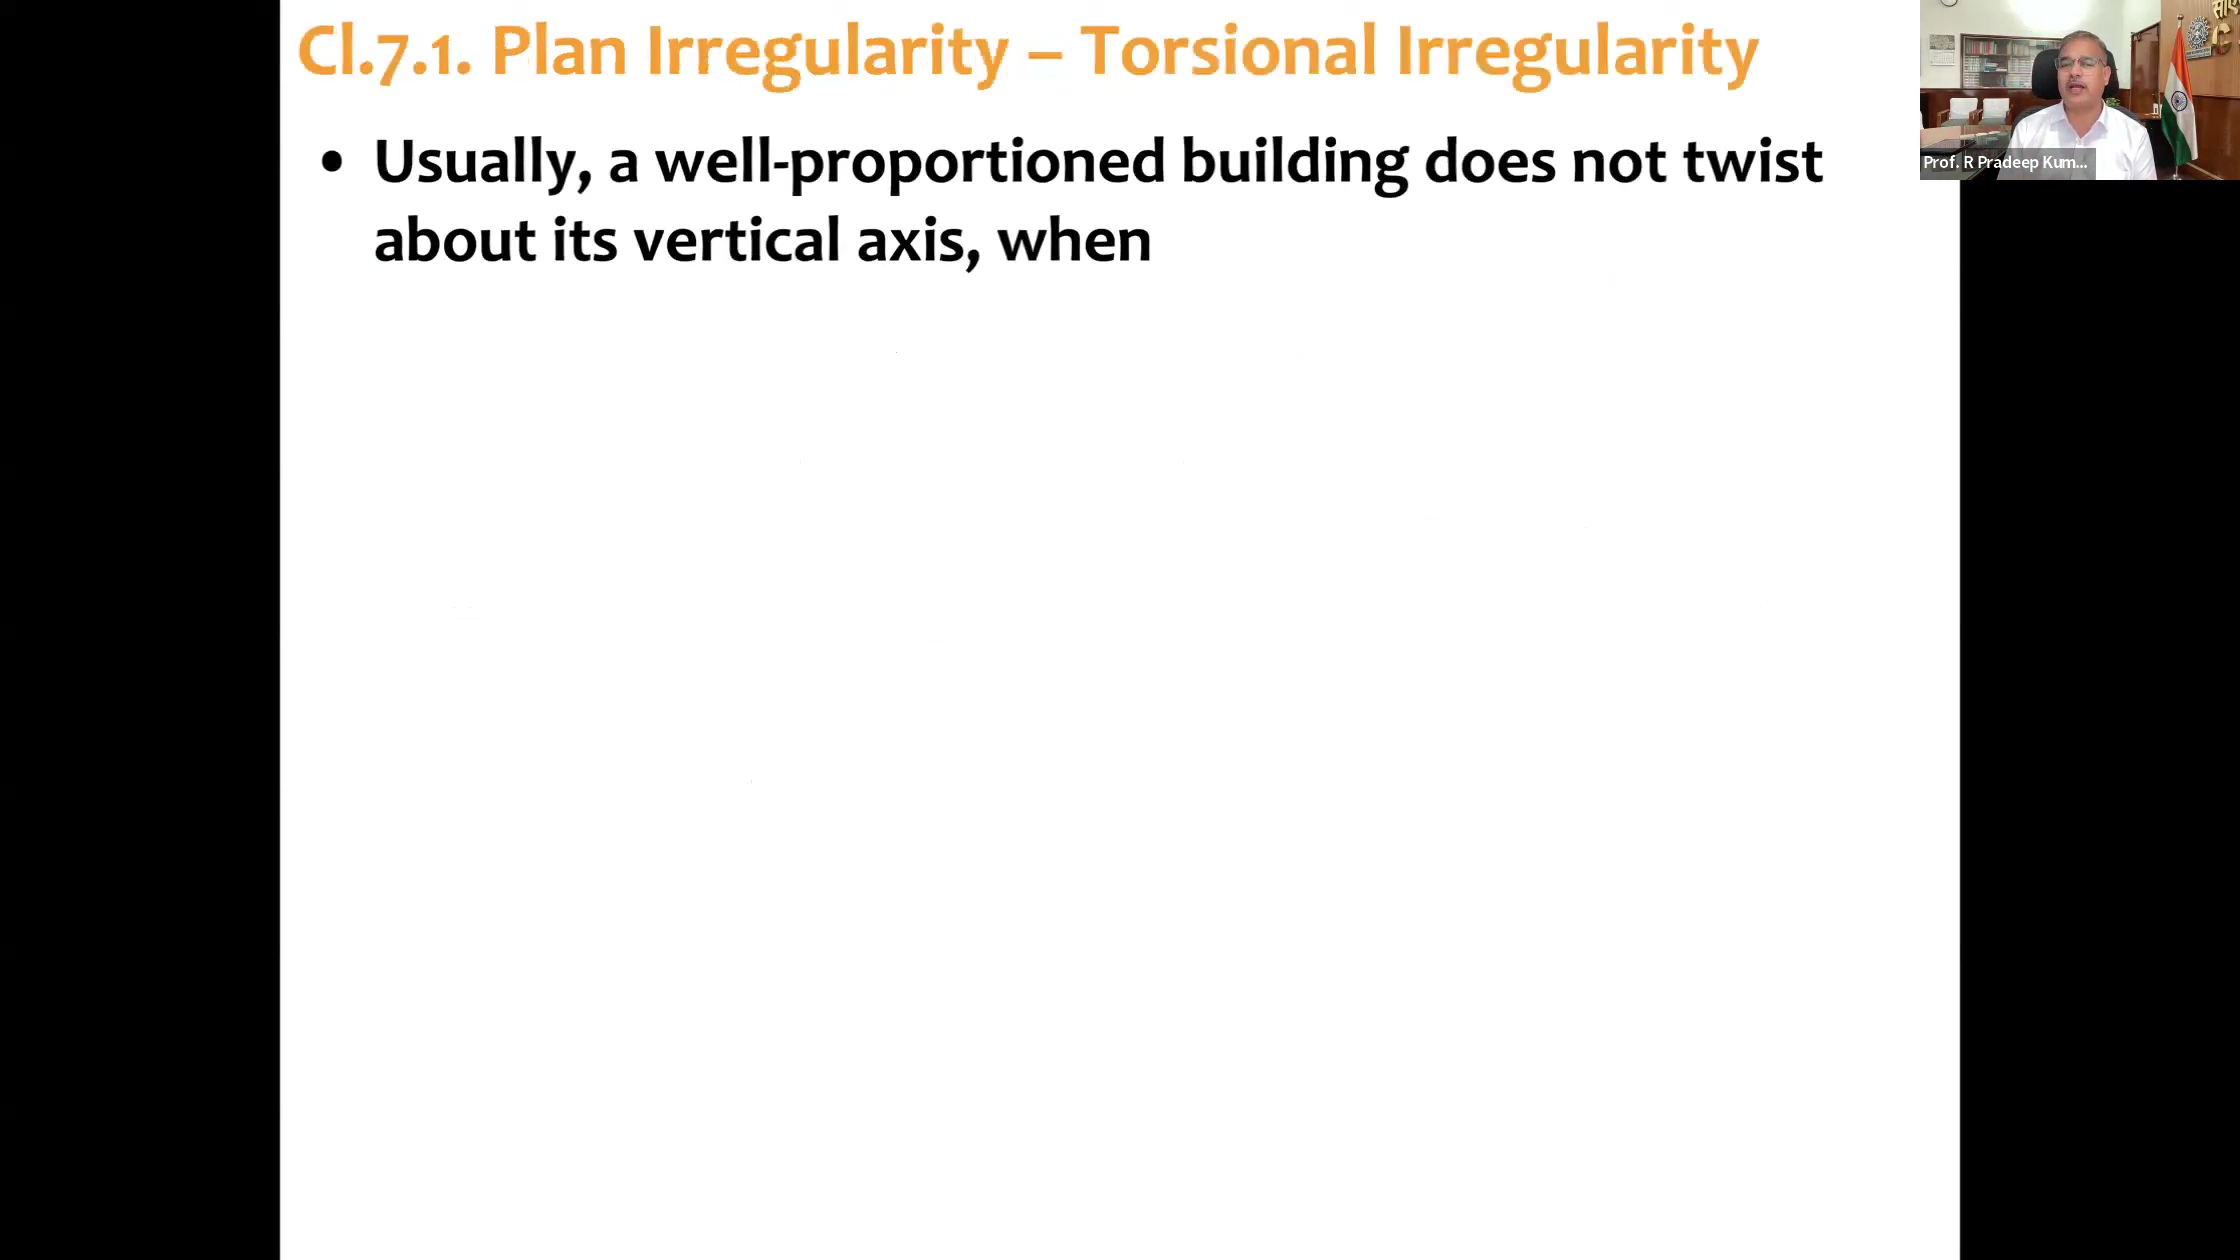 Cl.7.1. Plan Irregularity – Torsional Irregularity
• Usually, a well-proportioned building does not twist
about its vertical axis, when
Prof. R Pradeep Kum...